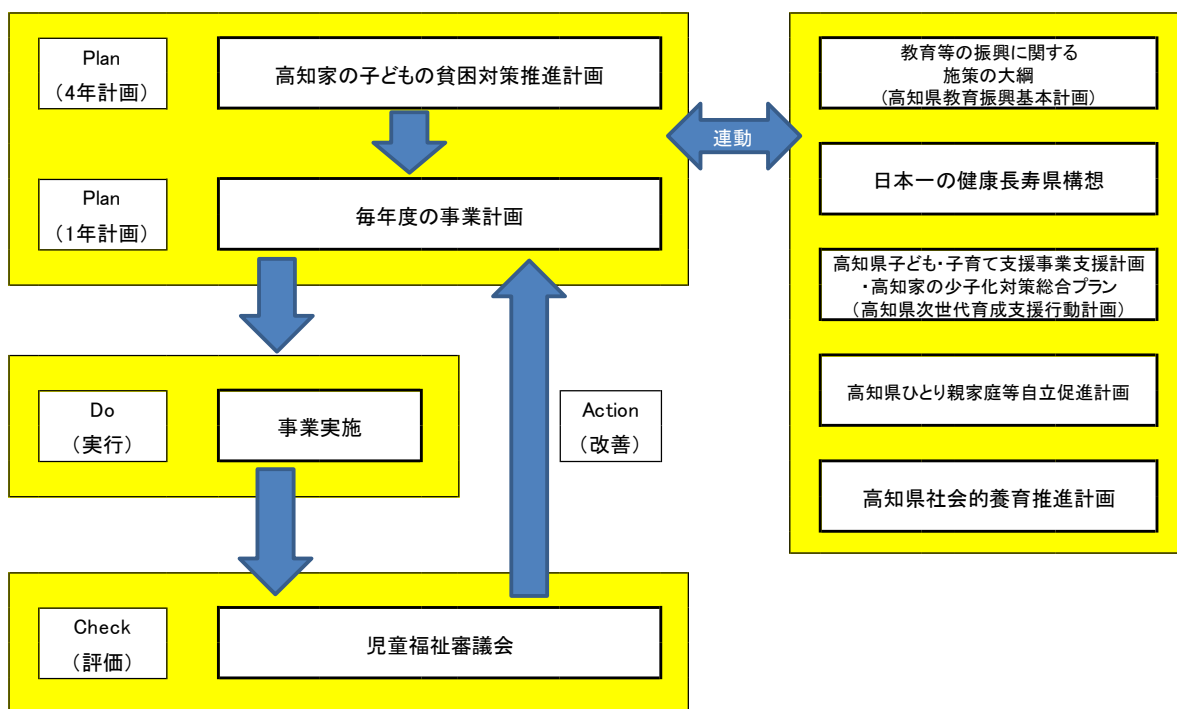 Plan
（4年計画）
高知家の子どもの貧困対策推進計画
Plan
（1年計画）
毎年度の事業計画
連動
Do
（実行）
事業実施
Action
（改善）
Check
（評価）
児童福祉審議会
教育等の振興に関する
施策の大綱
(高知県教育振興基本計画)
日本一の健康長寿県構想
高知県子ども・子育て支援事業支援計画
・高知家の少子化対策総合プラン
（高知県次世代育成支援行動計画）
高知県ひとり親家庭等自立促進計画
高知県社会的養育推進計画